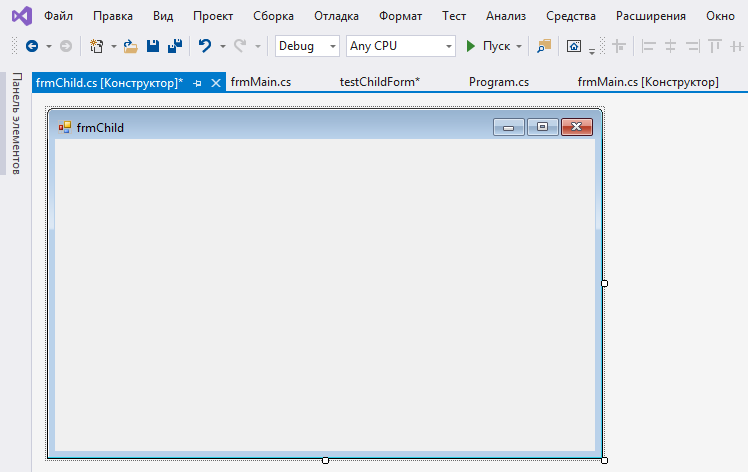 Файл Правка Вид Проект Сборка Отладка Формат Тест Анализ Средства Расширения Окно
Debug Any CPU Пуск
frmChild.cs [Конструктор]* frmMain.cs testChildForm* Program.cs frmMain.cs [Конструктор]
Панель элементов
frmChild